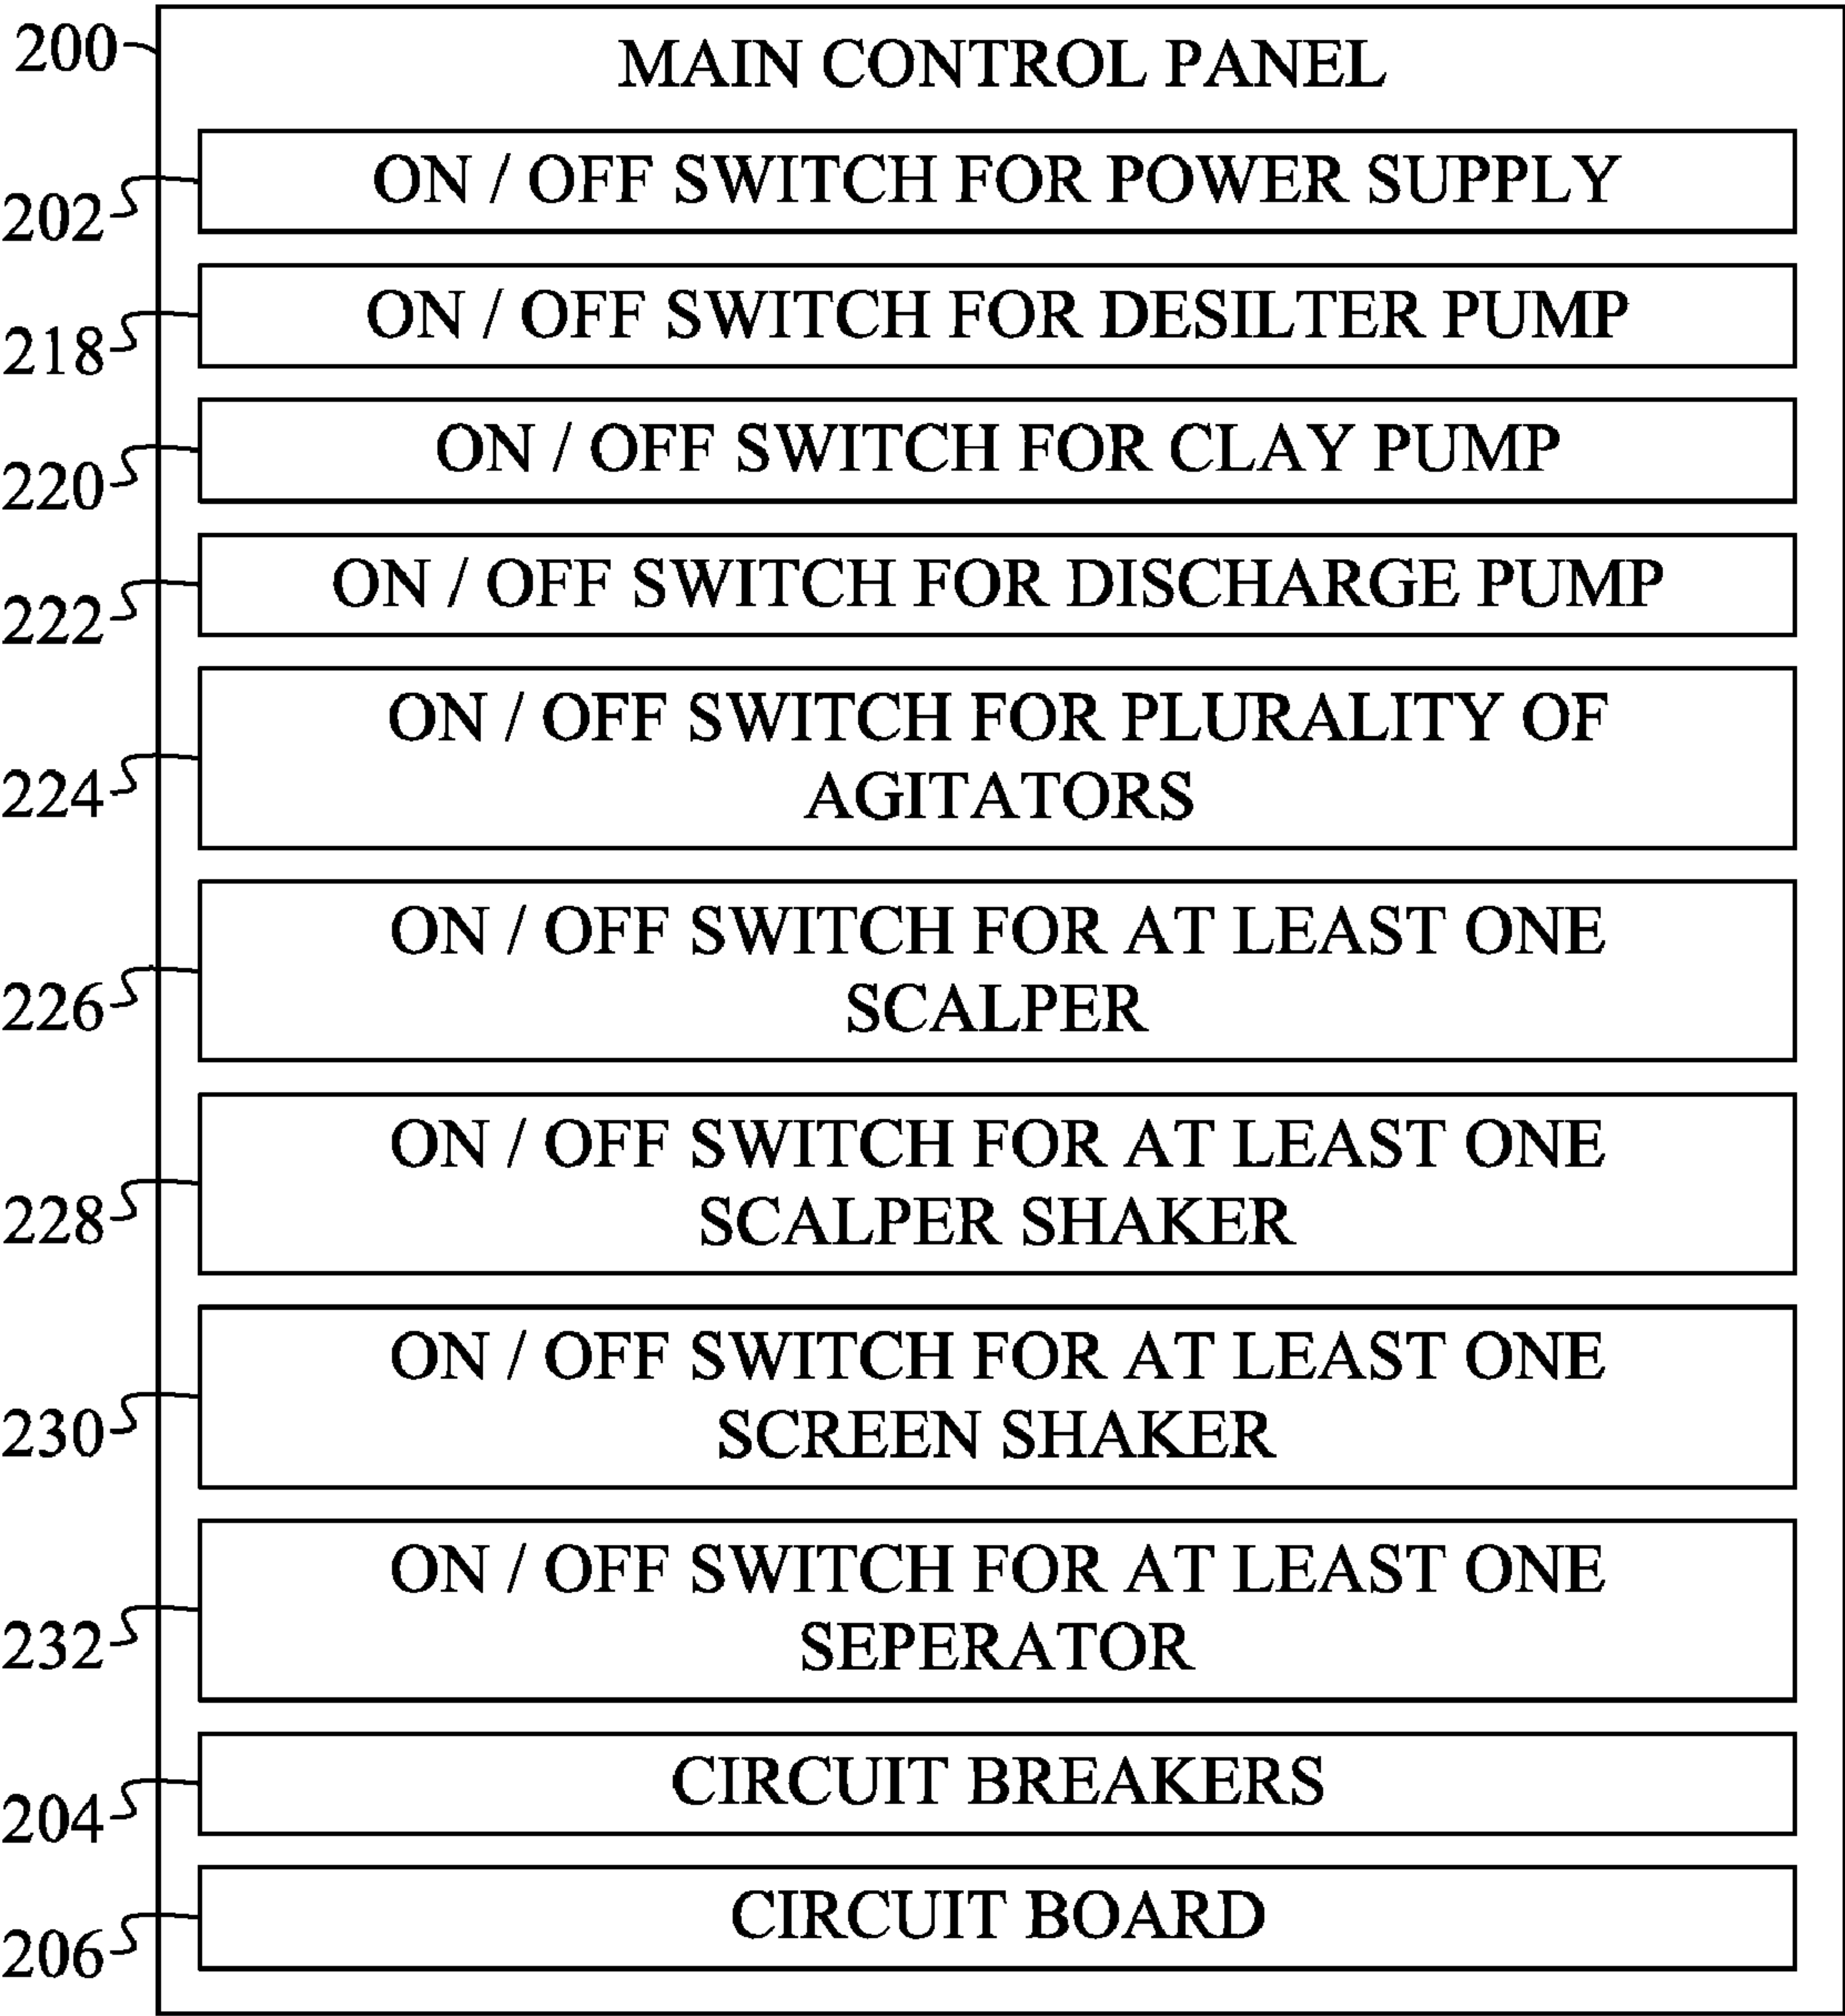 200 MAIN CONTROL PANEL
202 ON / OFF SWITCH FOR POWER SUPPLY
218 ON / OFF SWITCH FOR DESILTER PUMP
220 ON / OFF SWITCH FOR CLAY PUMP
222 ON / OFF SWITCH FOR DISCHARGE PUMP
224 ON / OFF SWITCH FOR PLURALITY OF
AGITATORS
226 ON / OFF SWITCH FOR AT LEAST ONE
SCALPER
228 ON / OFF SWITCH FOR AT LEAST ONE
SCALPER SHAKER
230 ON / OFF SWITCH FOR AT LEAST ONE
SCREEN SHAKER
232 ON / OFF SWITCH FOR AT LEAST ONE
SEPERATOR
204 CIRCUIT BREAKERS
206 CIRCUIT BOARD